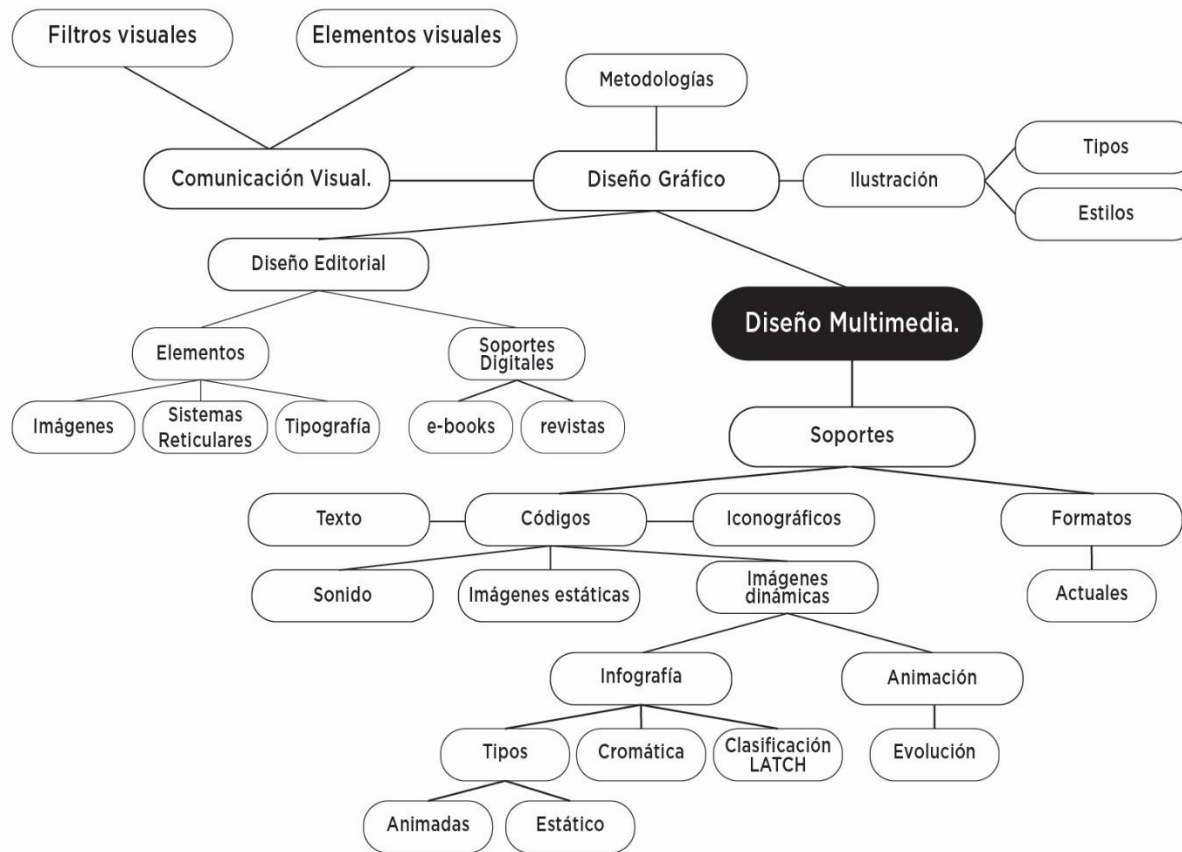 Filtros visuales
Elementos visuales
Metodologías
Comunicación Visual.
Diseño Gráfico
Ilustración
Tipos
Estilos
Diseño Editorial
Diseño Multimedia.
Elementos
Soportes
Digitales
Imágenes
Sistemas
Reticulares
Tipografía
e-books
revistas
Soportes
Texto
Códigos
Iconográficos
Formatos
Sonido
Imágenes estáticas
Imágenes
dinámicas
Actuales
Infografía
Animación
Tipos
Cromática
Clasificación
LATCH
Evolución
Animadas
Estático